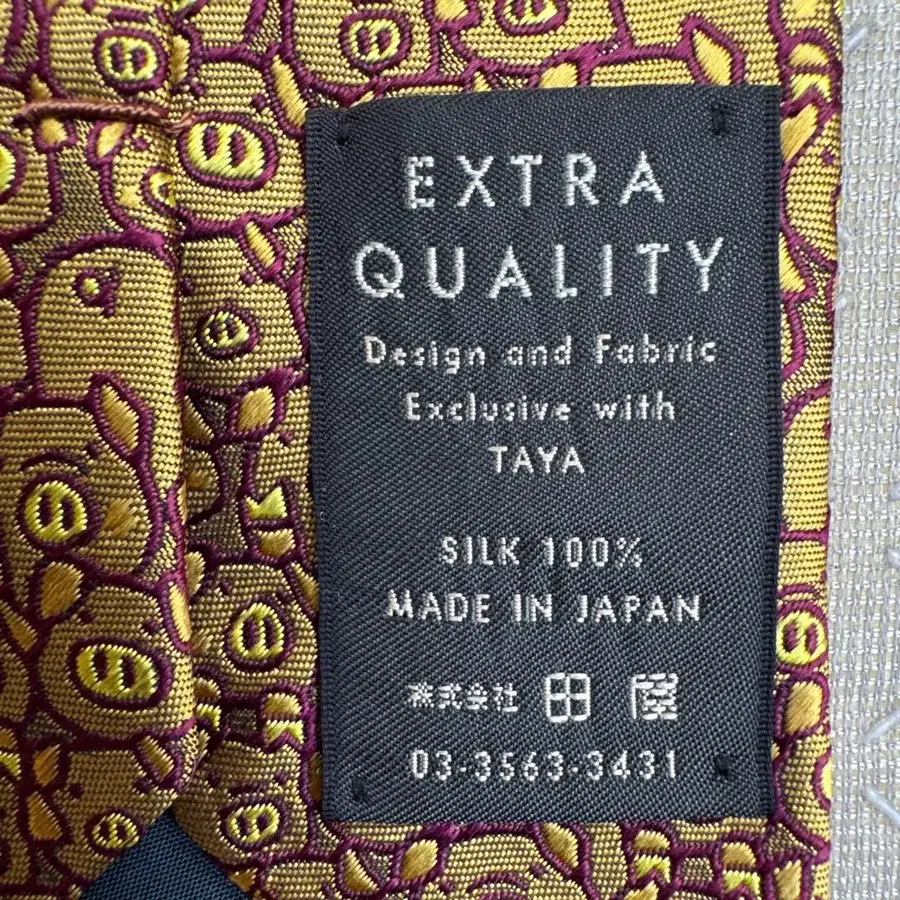 EXTRA
QUALITY
Design and Fabric
Exclusive with
TAYA
SILK 100%
MADE IN JAPAN
株式会社 田屋
03-3563-3431